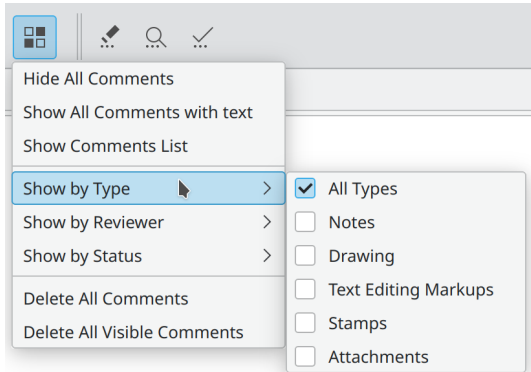 Hide All Comments
Show All Comments with text
Show Comments List
Show by Type
Show by Reviewer
Show by Status
Delete All Comments
Delete All Visible Comments
All Types
Notes
Drawing
Text Editing Markups
Stamps
Attachments